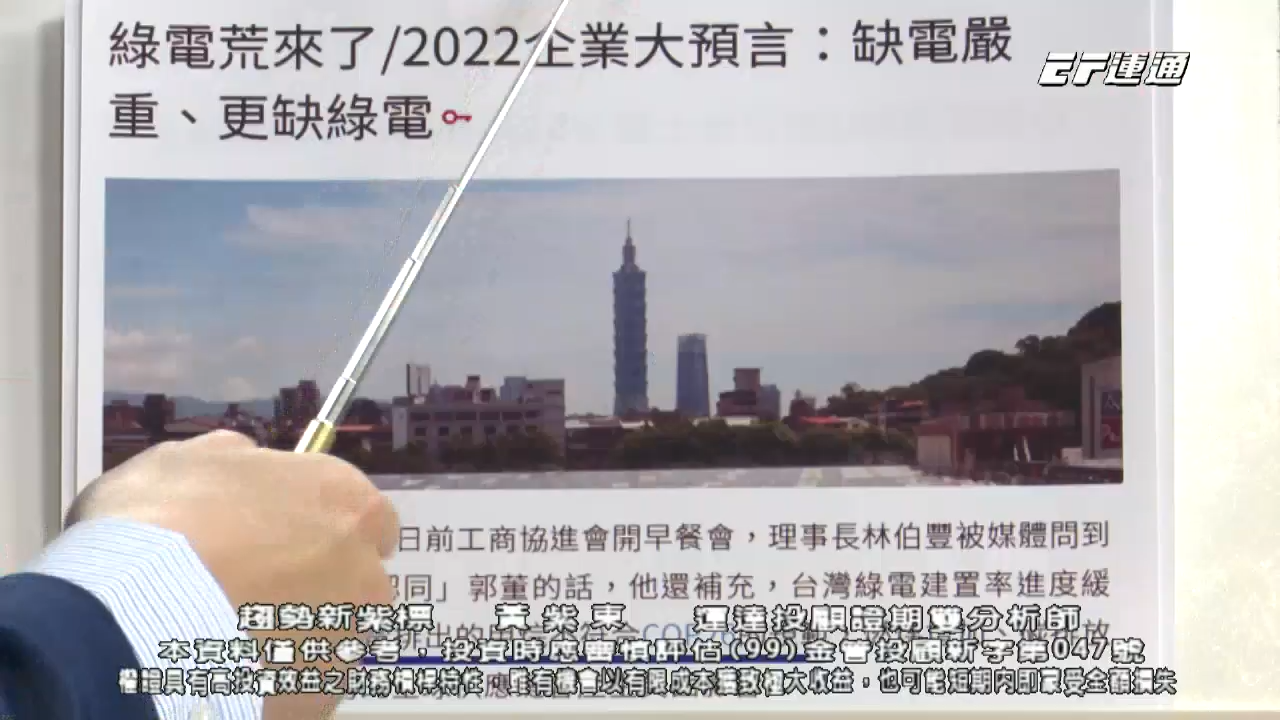 綠電荒來了/2022企業大預言：缺電嚴
重、更缺綠電
EF運通
日前工商協進會開早餐會，理事長林伯豐被媒體問到
同」郭董的話，他還補充，台灣綠電建置率進度緩
趨勢新紫標 黃紫東 運達投顧證期雙分析師
本資料僅供參考，投資時應審慎評估(99)金管投顧新字第047號
權證具有高投資效益之財務槓桿特性，雖有機會以有限成本獲致極大收益，也可能短期內即蒙受全額損失